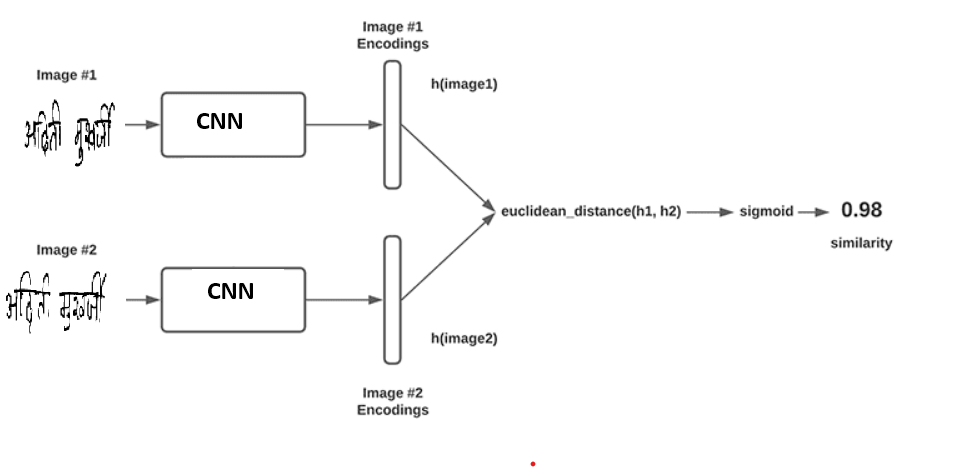 Image #1
Encodings
Image #1
h(image1)
अदिती मुखर्जी
CNN
euclidean_distance(h1, h2)
sigmoid
0.98
similarity
Image #2
अदिती मुखर्जी
CNN
h(image2)
Image #2
Encodings